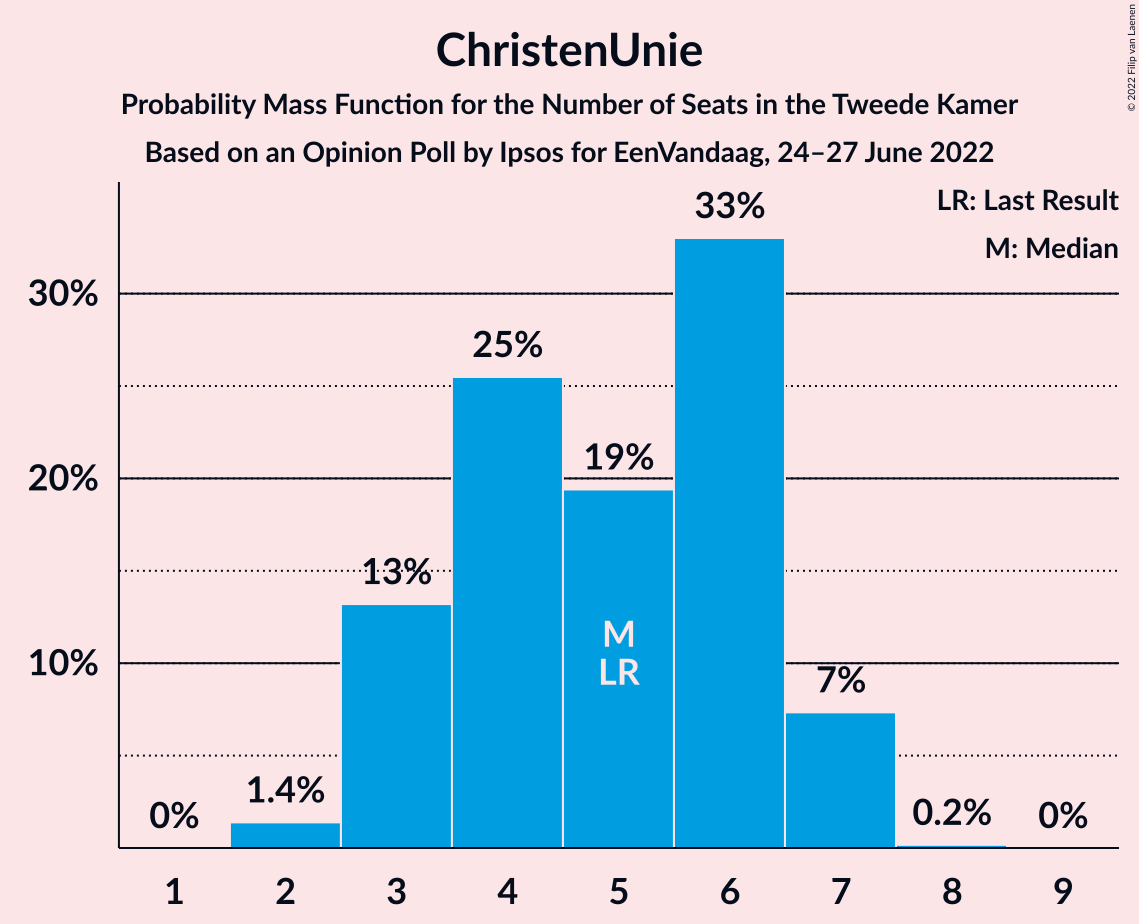 ChristenUnie
Probability Mass Function for the Number of Seats in the Tweede Kamer
Based on an Opinion Poll by Ipsos for EenVandaag, 24–27 June 2022
© 2022 Filip van Laenen
LR: Last Result
M: Median
30%
20%
10%
0%
1.4%
13%
25%
19%
33%
7%
0.2%
0%
M
LR
1 2 3 4 5 6 7 8 9